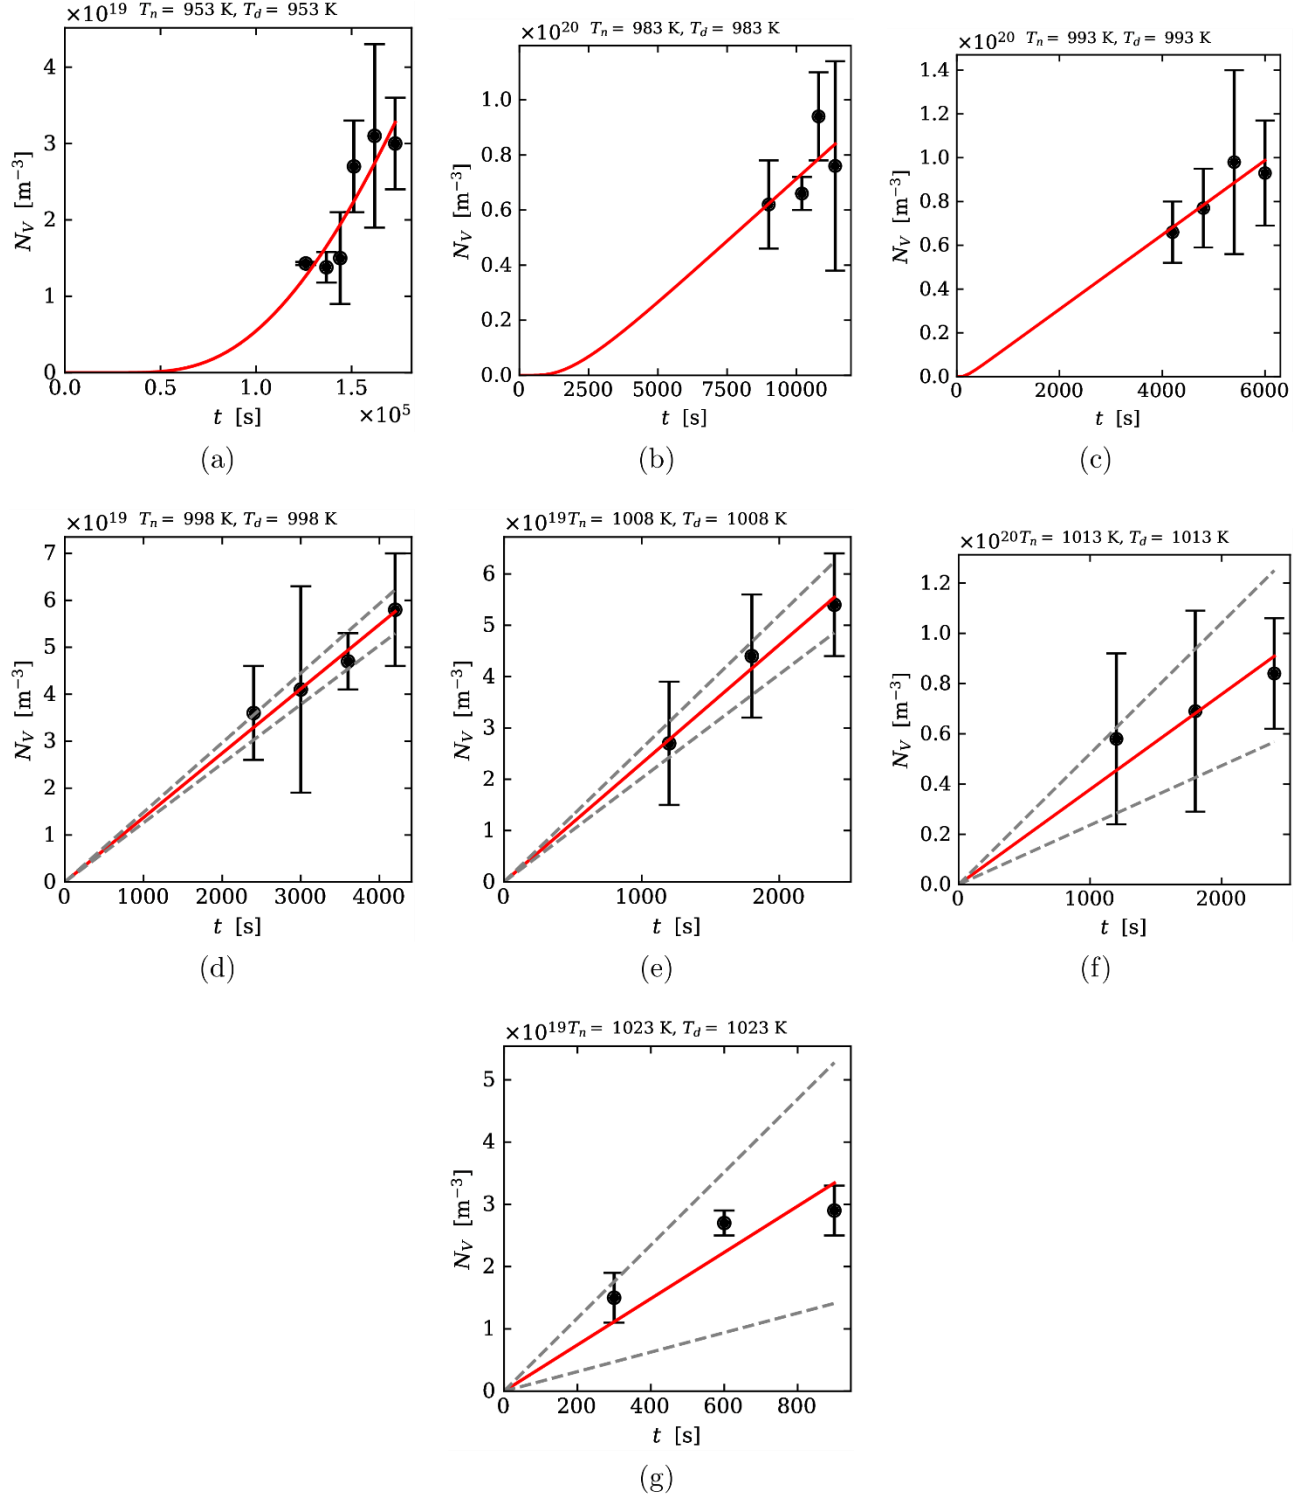 ×10¹⁹ Tₙ = 953 K, T_d = 953 K
4
3
2
1
0
N_V [m⁻³]
0.0 0.5 1.0 1.5
×10⁵
t [s]
(a)
×10²⁰ Tₙ = 983 K, T_d = 983 K
1.0
0.8
0.6
0.4
0.2
0.0
N_V [m⁻³]
0 2500 5000 7500 10000
t [s]
(b)
×10²⁰ Tₙ = 993 K, T_d = 993 K
1.4
1.2
1.0
0.8
0.6
0.4
0.2
0.0
N_V [m⁻³]
0 2000 4000 6000
t [s]
(c)
×10¹⁹ Tₙ = 998 K, T_d = 998 K
7
6
5
4
3
2
1
0
N_V [m⁻³]
0 1000 2000 3000 4000
t [s]
(d)
×10¹⁹Tₙ = 1008 K, T_d = 1008 K
6
5
4
3
2
1
0
N_V [m⁻³]
0 1000 2000
t [s]
(e)
×10²⁰Tₙ = 1013 K, T_d = 1013 K
1.2
1.0
0.8
0.6
0.4
0.2
0.0
N_V [m⁻³]
0 1000 2000
t [s]
(f)
×10¹⁹Tₙ = 1023 K, T_d = 1023 K
5
4
3
2
1
0
N_V [m⁻³]
0 200 400 600 800
t [s]
(g)